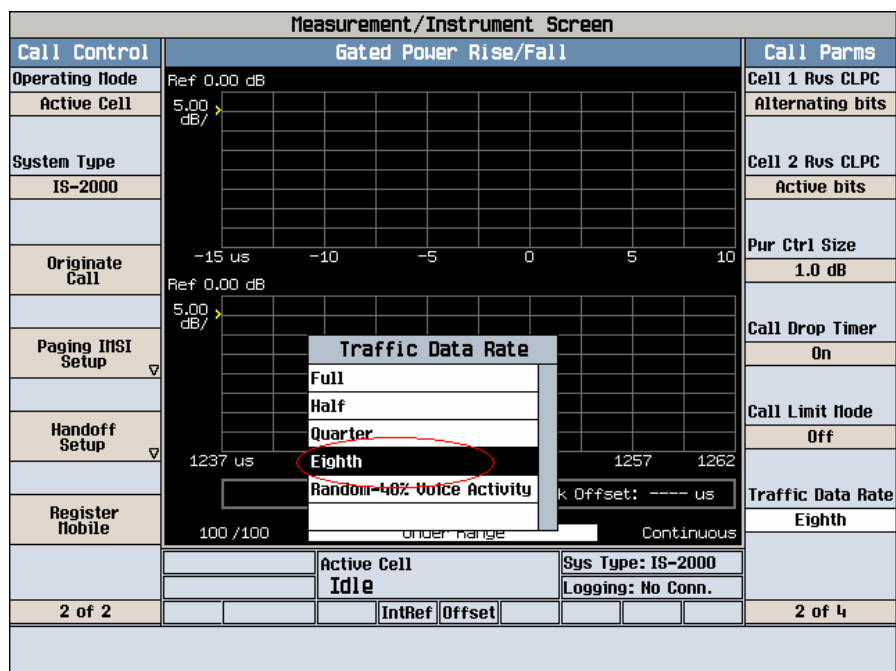 Measurement/Instrument Screen
Call Control
Gated Power Rise/Fall
Call Parms
Operating Mode
Active Cell
System Type
IS-2000
Originate
Call
Paging IMSI
Setup
Handoff
Setup
Register
Mobile
2 of 2
Ref 0.00 dB
5.00
dB/
-15 us -10 -5 0 5 10
Ref 0.00 dB
5.00
dB/
1237 us 1257 1262
Traffic Data Rate
Full
Half
Quarter
Eighth
Random-40% Voice Activity
k Offset: ---- us
100 /100 Under Range Continuous
Active Cell
Idle
Sys Type: IS-2000
Logging: No Conn.
IntRef Offset
Cell 1 Rvs CLPC
Alternating bits
Cell 2 Rvs CLPC
Active bits
Pwr Ctrl Size
1.0 dB
Call Drop Timer
On
Call Limit Mode
Off
Traffic Data Rate
Eighth
2 of 4